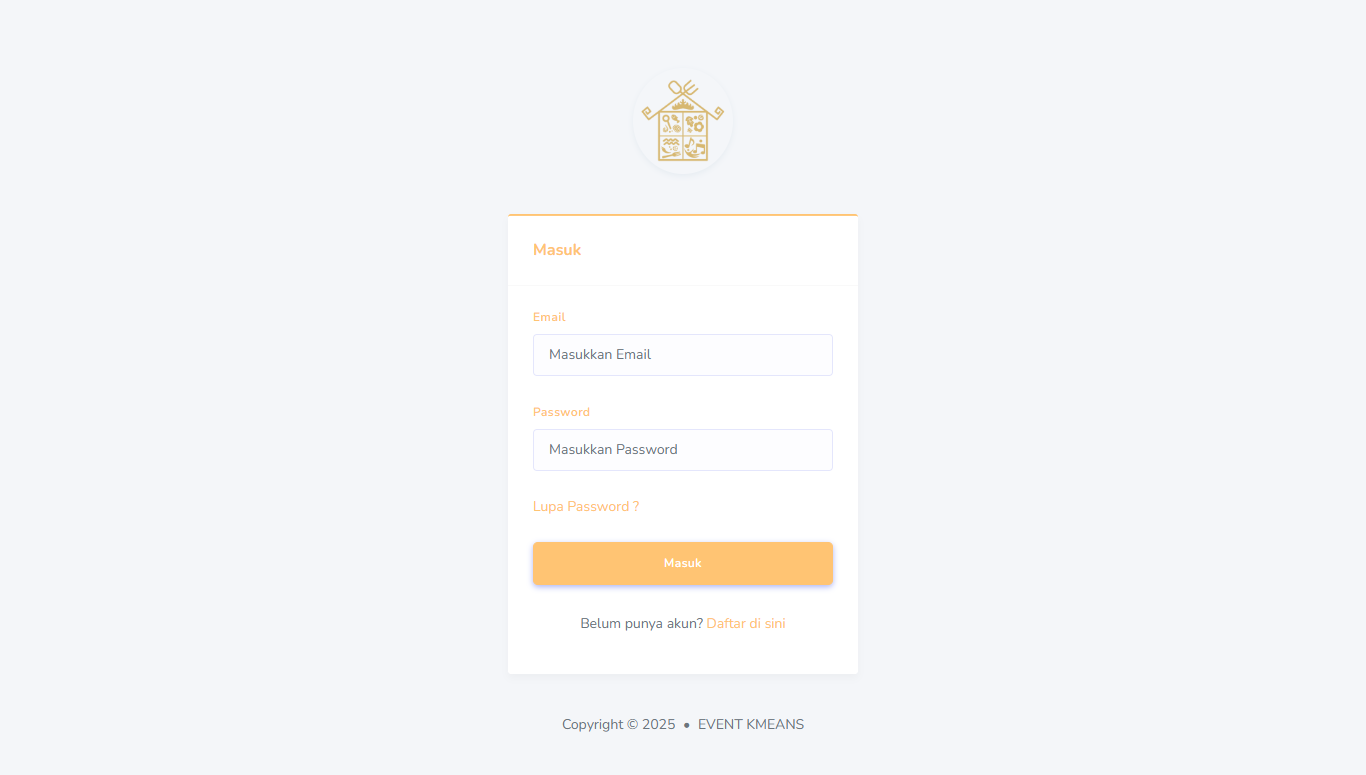 Masuk
Email
Masukkan Email
Password
Masukkan Password
Lupa Password ?
Masuk
Belum punya akun? Daftar di sini
Copyright © 2025 • EVENT KMEANS